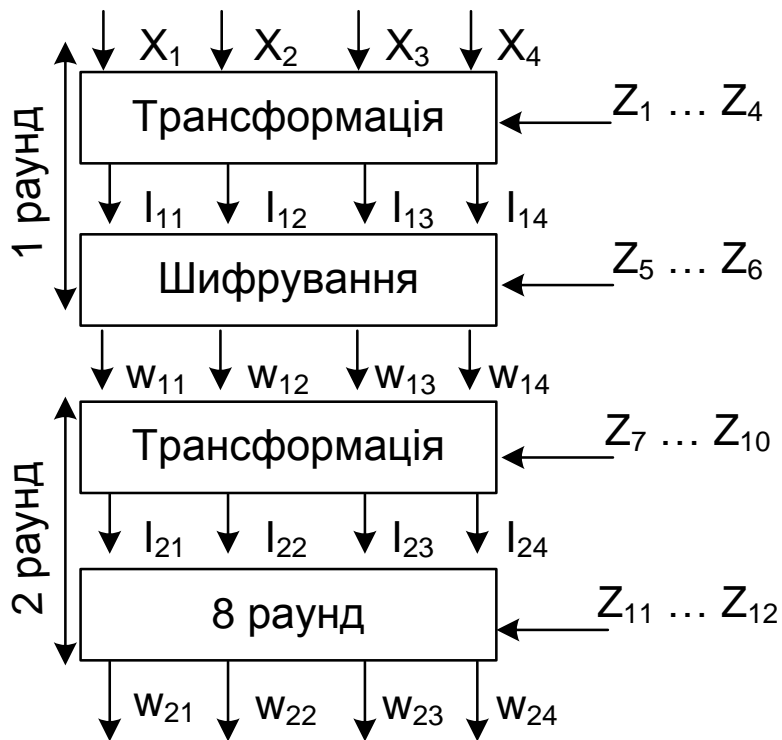 X1 X2 X3 X4
Трансформація
Z1 … Z4
1 раунд
I11 I12 I13 I14
Шифрування
Z5 … Z6
w11 w12 w13 w14
Трансформація
Z7 … Z10
2 раунд
I21 I22 I23 I24
8 раунд
Z11 … Z12
w21 w22 w23 w24